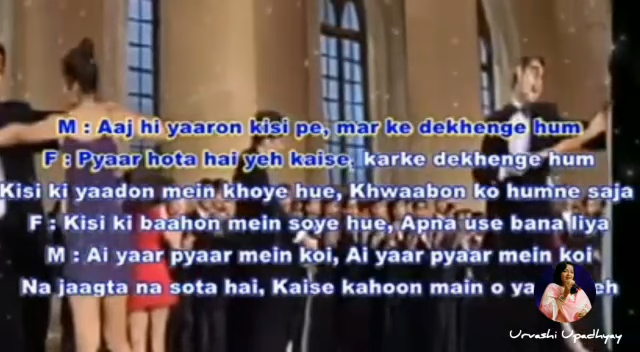 M : Aaj hi yaaron kisi pe, mar ke dekhenge hum
F : Pyaar hota hai yeh kaise, karke dekhenge hum
Kisi ki yaadon mein khoye hue, Khwaabon ko humne saja
F : Kisi ki baahon mein soye hue, Apna use bana liya
M : Ai yaar pyaar mein koi, Ai yaar pyaar mein koi
Na jaagta na sota hai, Kaise kahoon main o
Urvashi Upadhyay